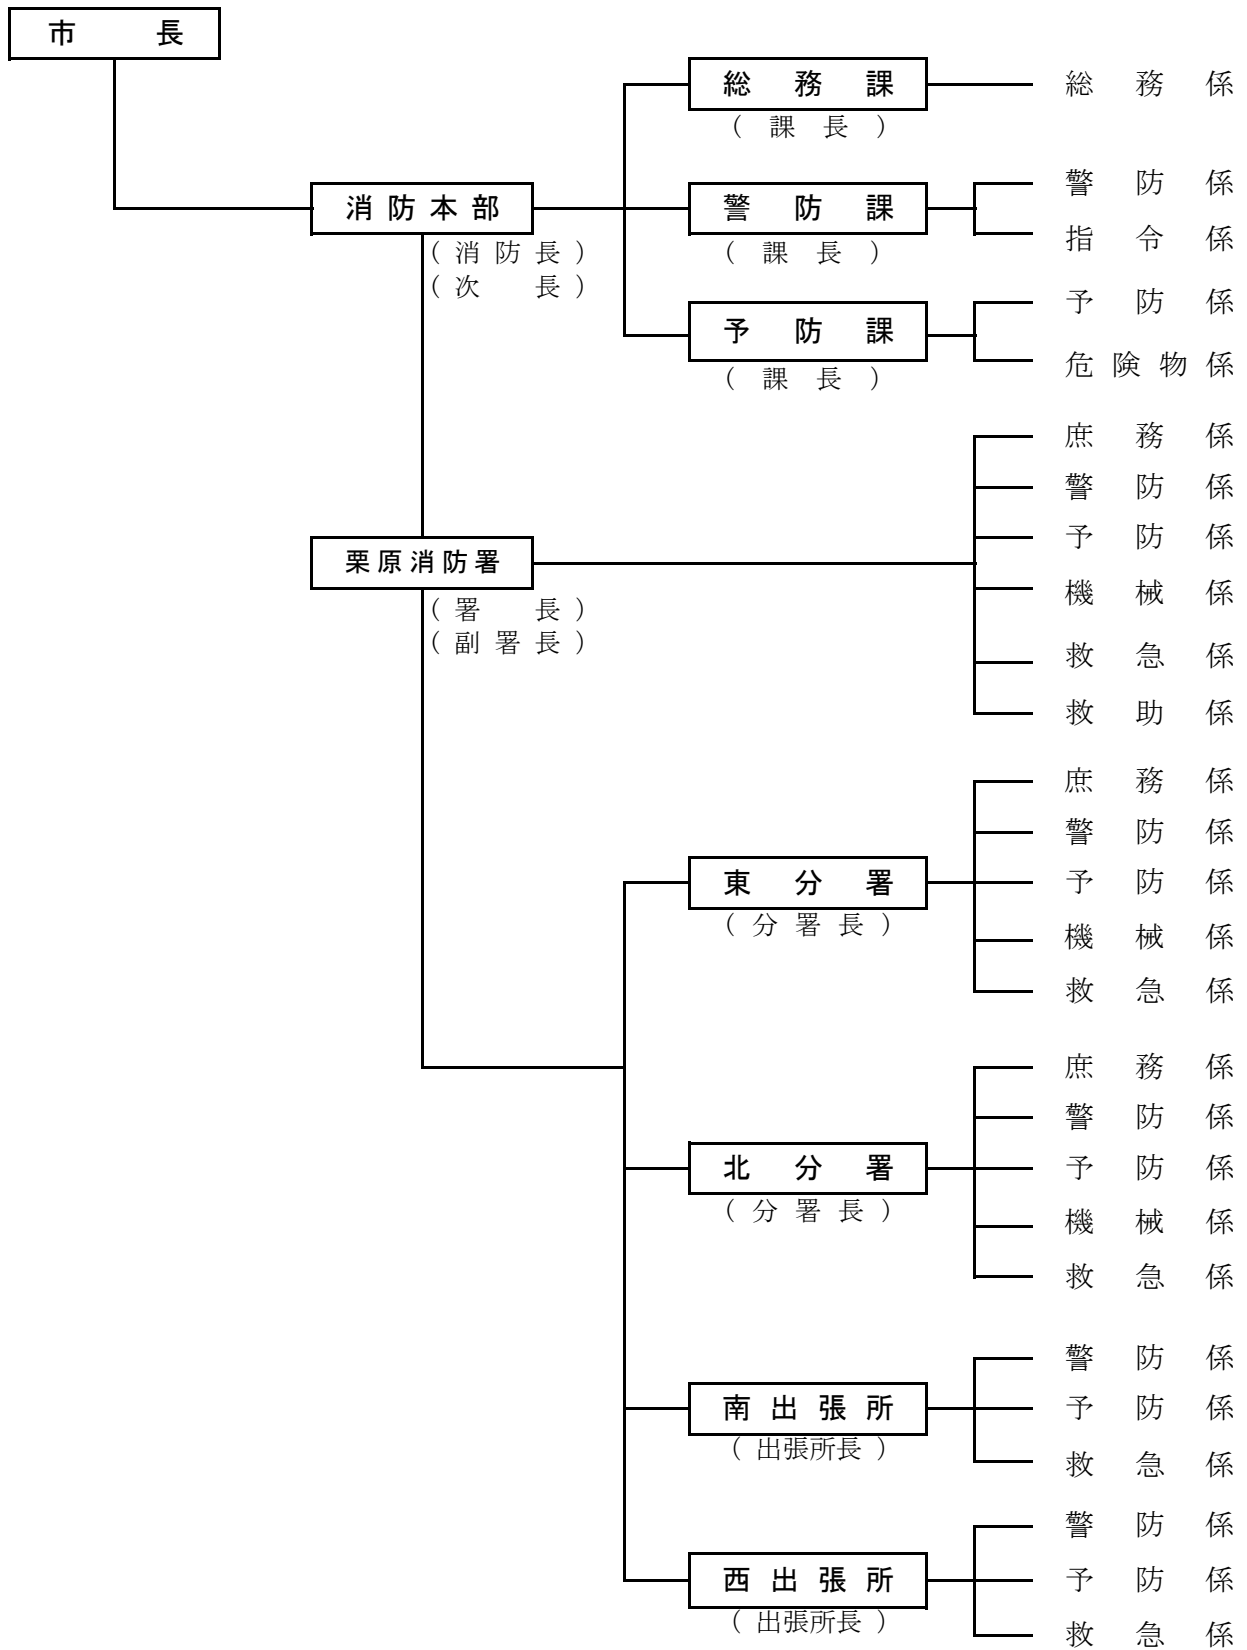 市長
総務課 総務係
(課長)
消防本部 警防課 警防係
指令係
(消防長) (課長)
(次長)
予防課 予防係
危険物係
(課長)
庶務係
警防係
予防係
栗原消防署
機械係
(署長)
(副署長)
救急係
救助係
庶務係
警防係
東分署 予防係
(分署長)
機械係
救急係
庶務係
警防係
北分署 予防係
(分署長)
機械係
救急係
警防係
南出張所 予防係
(出張所長)
救急係
警防係
西出張所 予防係
(出張所長)
救急係